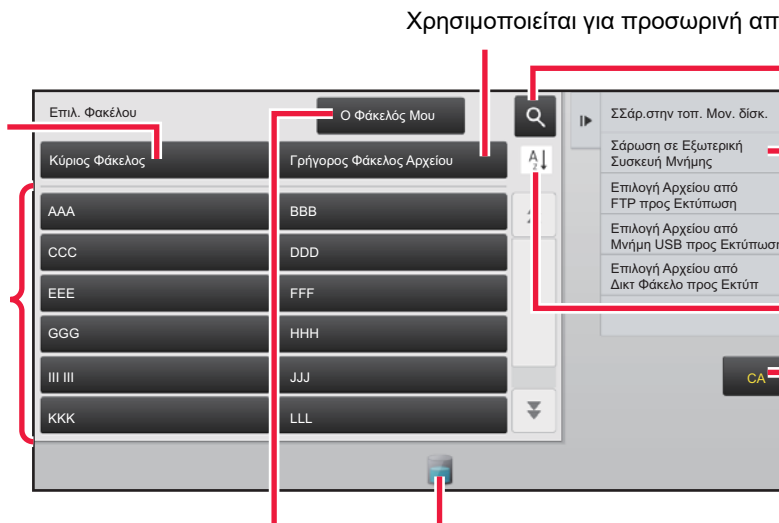 Χρησιμοποιείται για προσωρινή
Επιλ. Φακέλου
Ο Φάκελός Μου
Κύριος Φάκελος
Γρήγορος Φάκελος Αρχείου
AAA
BBB
CCC
DDD
EEE
FFF
GGG
HHH
III III
JJJ
KKK
LLL
ΣΣάρ.στην τοπ. Μον. δίσκ.
Σάρωση σε Εξωτερική
Συσκευή Μνήμης
Επιλογή Αρχείου από
FTP προς Εκτύπωση
Επιλογή Αρχείου από
Μνήμη USB προς Εκτύπωση
Επιλογή Αρχείου από
Δικτ Φάκελο προς Εκτύπ
CA